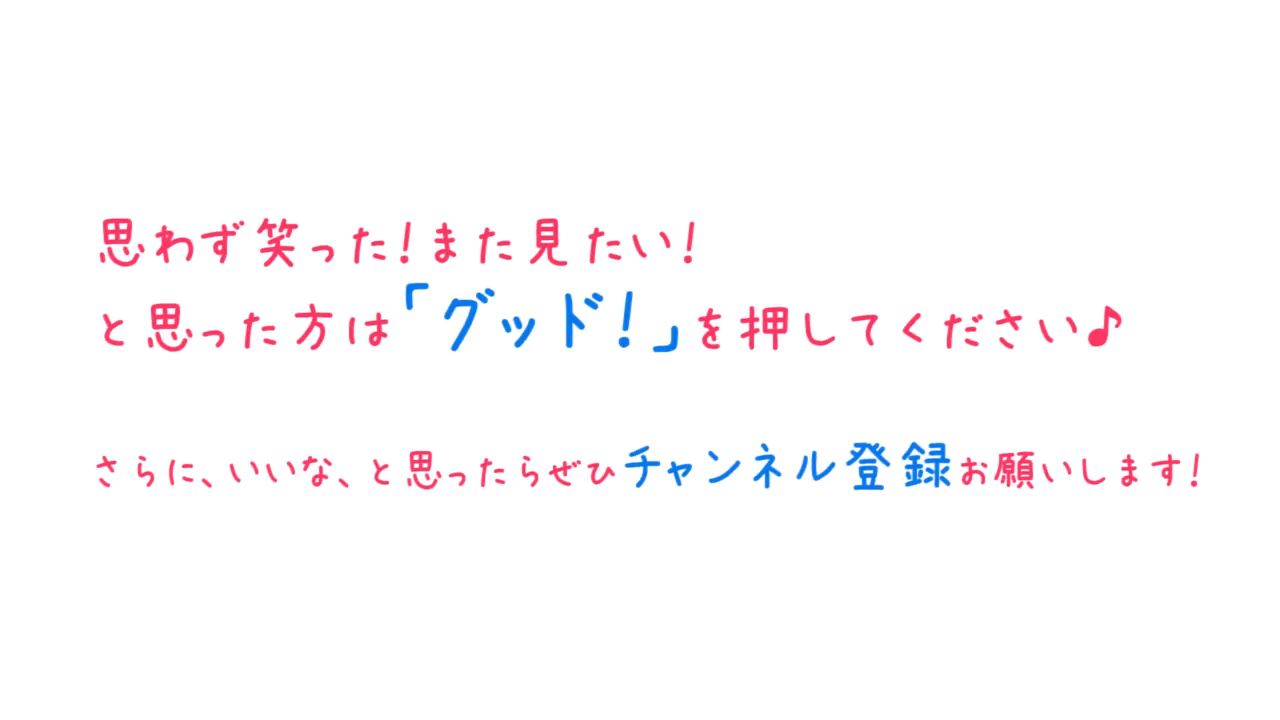 思わず笑った!また見たい!
と思った方は「グッド!」を押してください♪
さらに、いいな、と思ったらぜひチャンネル登録お願いします!